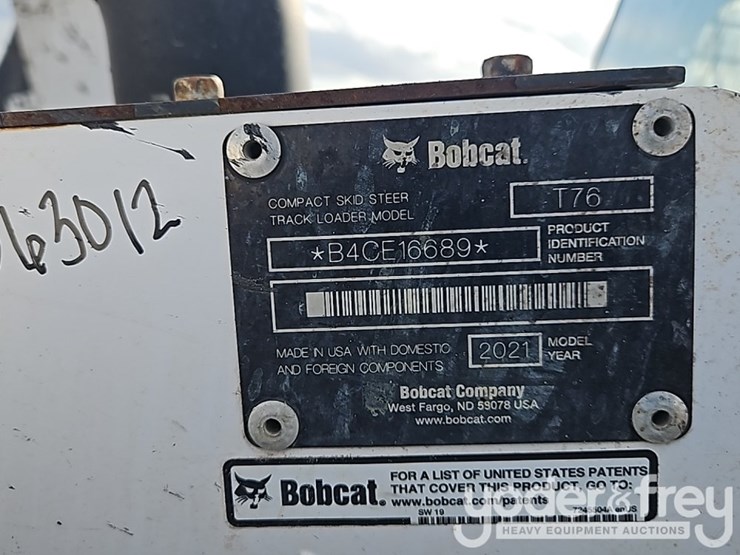 63012
Bobcat.
COMPACT SKID STEER
TRACK LOADER MODEL
T76
*B4CE16689*
PRODUCT
IDENTIFICATION
NUMBER
MADE IN USA WITH DOMESTIC
AND FOREIGN COMPONENTS
2021
MODEL
YEAR
Bobcat Company
West Fargo, ND 59078 USA
www.bobcat.com
Bobcat.
FOR A LIST OF UNITED STATES PATENTS
THAT COVER THIS PRODUCT, GO TO:
www.bobcat.com/patents
SW 19
7345504A enUS
yoder & frey
HEAVY EQUIPMENT AUCTIONS